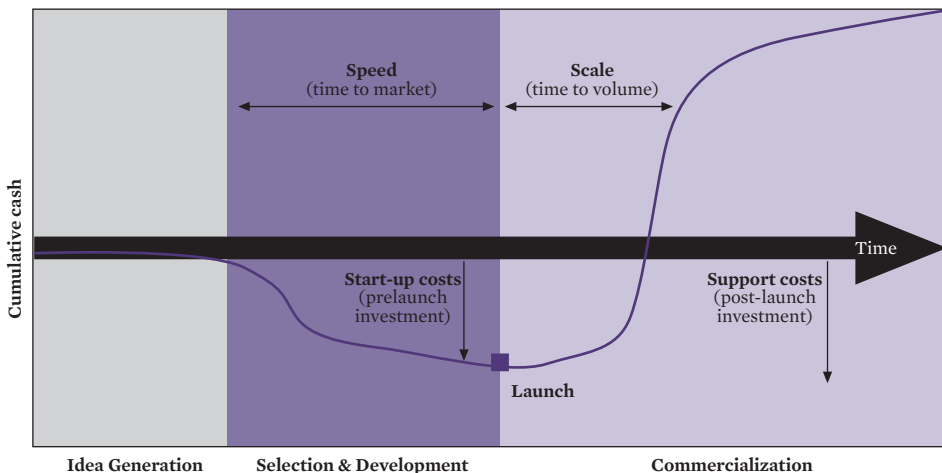 Cumulative cash
Speed
(time to market)
Scale
(time to volume)
Time
Start-up costs
(prelaunch
investment)
Support costs
(post-launch
investment)
Launch
Idea Generation
Selection & Development
Commercialization